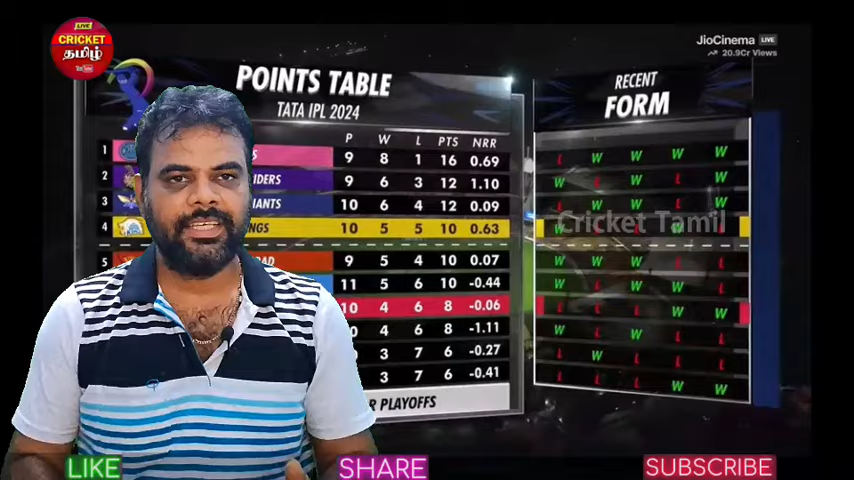 LIVE
CRICKET
தமிழ்
YouTube
JioCinema LIVE
20.9Cr Views
POINTS TABLE
TATA IPL 2024
RECENT
FORM
P W L PTS NRR
1 S 9 8 1 16 0.69 L W W W W
2 IDERS 9 6 3 12 1.10 W L W L W
3 IANTS 10 6 4 12 0.09 L W L W
4 NGS 10 5 5 10 0.63
Cricket Tamil
5 AD 9 5 4 10 0.07 W W W L L
11 5 6 10 -0.44 W L W L L
10 4 6 8 -0.06 L L L W W
0 4 6 8 -1.11 W L W L L
3 7 6 -0.27 L W L L L
3 7 6 -0.41 L L L W W
R PLAYOFFS
LIKE
SHARE
SUBSCRIBE